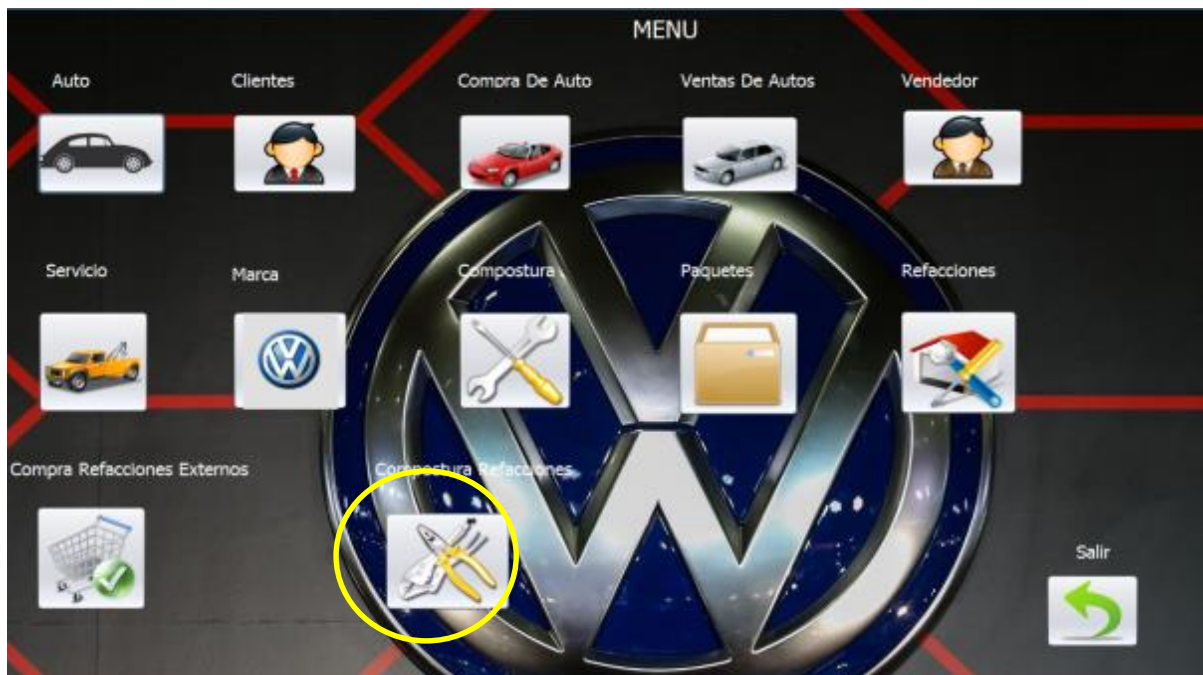 MENU
Auto
Clientes
Compra De Auto
Ventas De Autos
Vendedor
Servicio
Marca
Compostura
Paquetes
Refacciones
Compra Refacciones Externos
Compostura Refacciones
Salir